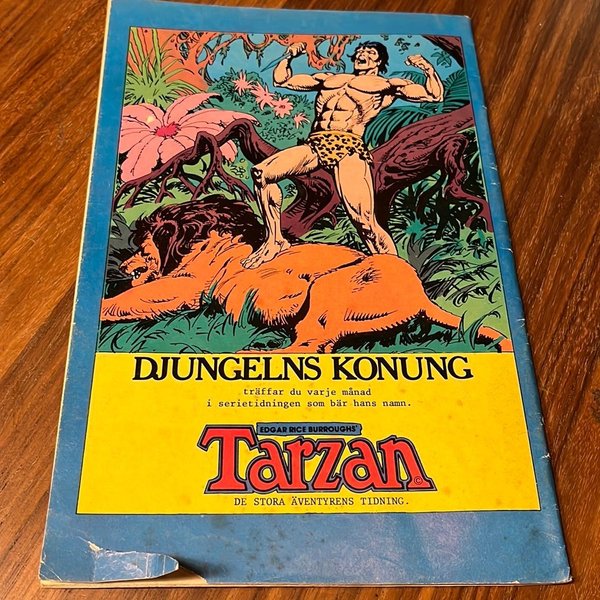 DJUNGELNS KONUNG
träffar du varje månad
i serietidningen som bär hans namn.
EDGAR RICE BURROUGHS'
Tarzan®
DE STORA ÄVENTYRENS TIDNING.